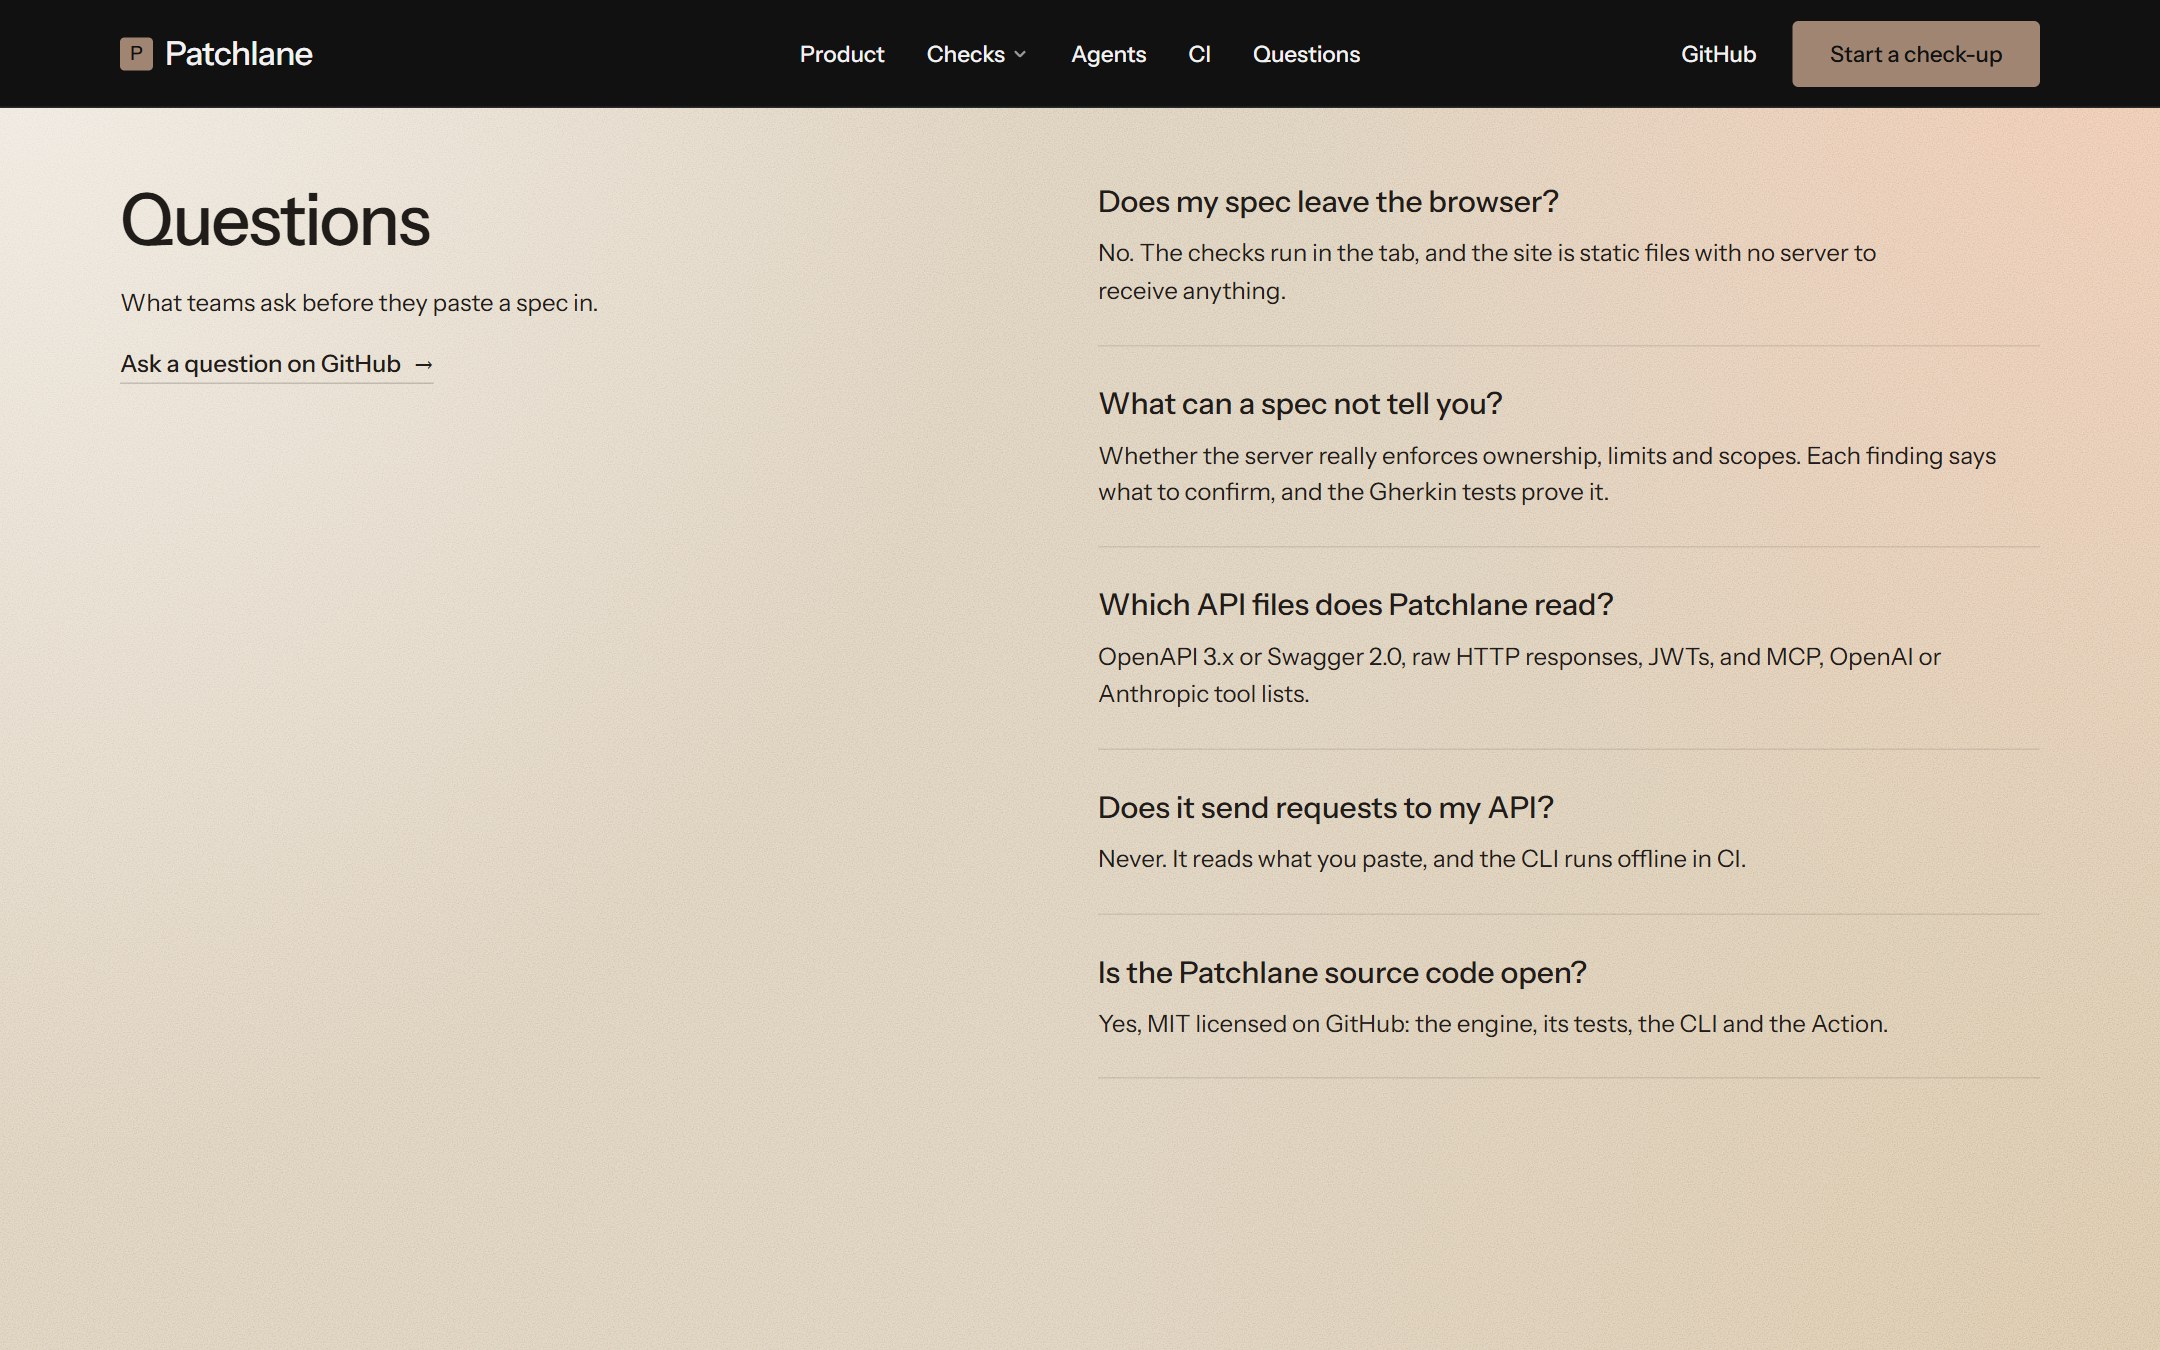 P Patchlane
Product Checks Agents CI Questions
GitHub Start a check-up
Questions
What teams ask before they paste a spec in.
Ask a question on GitHub →
Does my spec leave the browser?
No. The checks run in the tab, and the site is static files with no server to
receive anything.
What can a spec not tell you?
Whether the server really enforces ownership, limits and scopes. Each finding says
what to confirm, and the Gherkin tests prove it.
Which API files does Patchlane read?
OpenAPI 3.x or Swagger 2.0, raw HTTP responses, JWTs, and MCP, OpenAI or
Anthropic tool lists.
Does it send requests to my API?
Never. It reads what you paste, and the CLI runs offline in CI.
Is the Patchlane source code open?
Yes, MIT licensed on GitHub: the engine, its tests, the CLI and the Action.